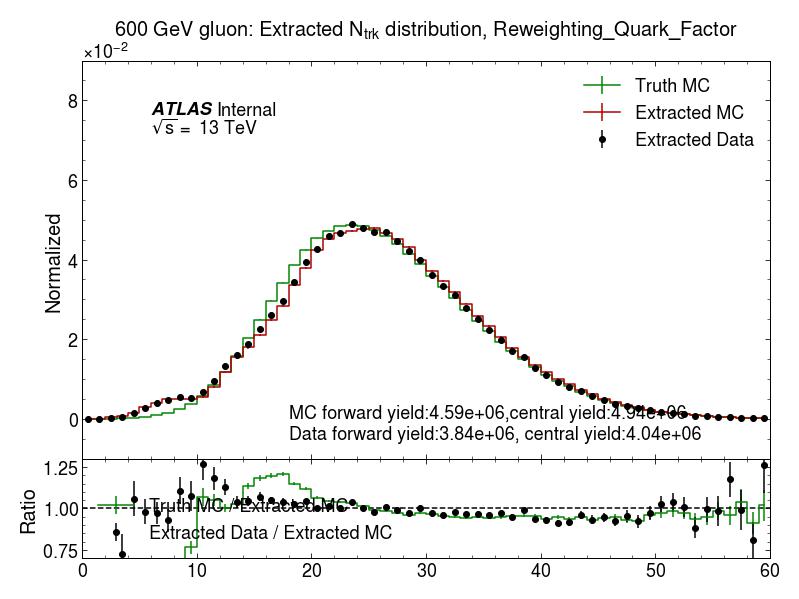 600 GeV gluon: Extracted Ntrk distribution, Reweighting_Quark_Factor
×10−2
ATLAS Internal
√s = 13 TeV
Truth MC
Extracted MC
Extracted Data
Normalized
8
6
4
2
0
MC forward yield:4.59e+06,central yield:4.94e+06
Data forward yield:3.84e+06, central yield:4.04e+06
Ratio
1.25
1.00
0.75
Truth MC / Extracted MC
Extracted Data / Extracted MC
0 10 20 30 40 50 60